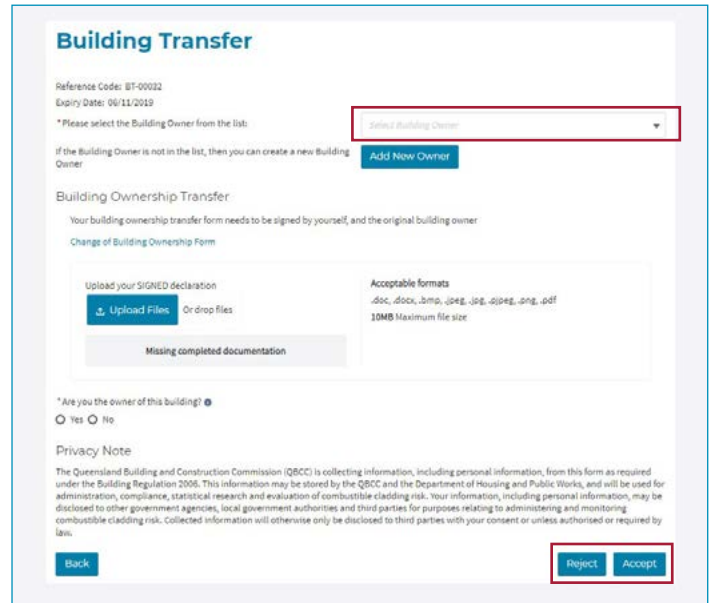 Building Transfer
Reference Code: BT-00032
Expiry Date: 06/11/2019
*Please select the Building Owner from the list:
Select Building Owner
If the Building Owner is not in the list, then you can create a new Building
Owner
Add New Owner
Building Ownership Transfer
Your building ownership transfer form needs to be signed by yourself, and the original building owner
Change of Building Ownership Form
Upload your SIGNED declaration
Upload Files Or drop files
Missing completed documentation
Acceptable formats
.doc, .docx, .bmp, .jpeg, .jpg, .pjpeg, .png, .pdf
10MB Maximum file size
*Are you the owner of this building?
Yes No
Privacy Note
The Queensland Building and Construction Commission (QBCC) is collecting information, including personal information, from this form as required
under the Building Regulation 2006. This information may be stored by the QBCC and the Department of Housing and Public Works, and will be used for
administration, compliance, statistical research and evaluation of combustible cladding risk. Your information, including personal information, may be
disclosed to other government agencies, local government authorities and third parties for purposes relating to administering and monitoring
combustible cladding risk. Collected information will otherwise only be disclosed to third parties with your consent or unless authorised or required by
law.
Back
Reject Accept